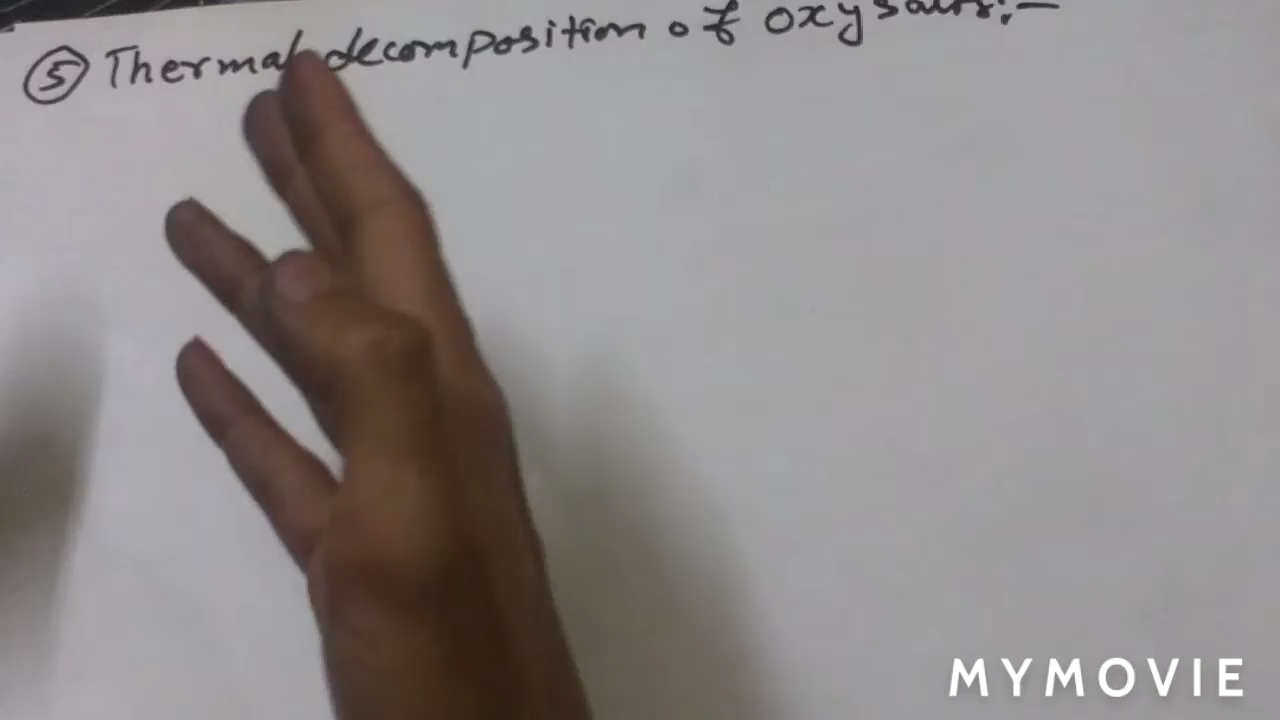 ⑤ Thermal decomposition of oxysalts:-
MYMOVIE